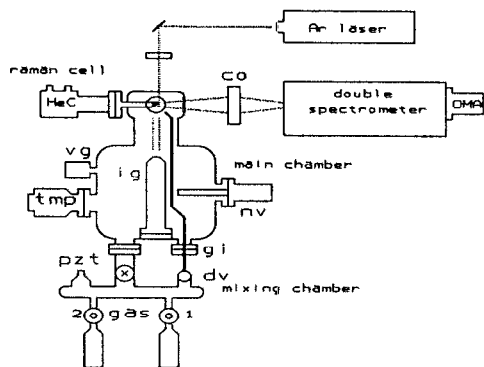 Ar laser
raman cell
co
HeC
double
spectrometer
OMA
vg
main chamber
ig
tmp
nv
gi
pzt
dv
mixing chamber
2 gas 1